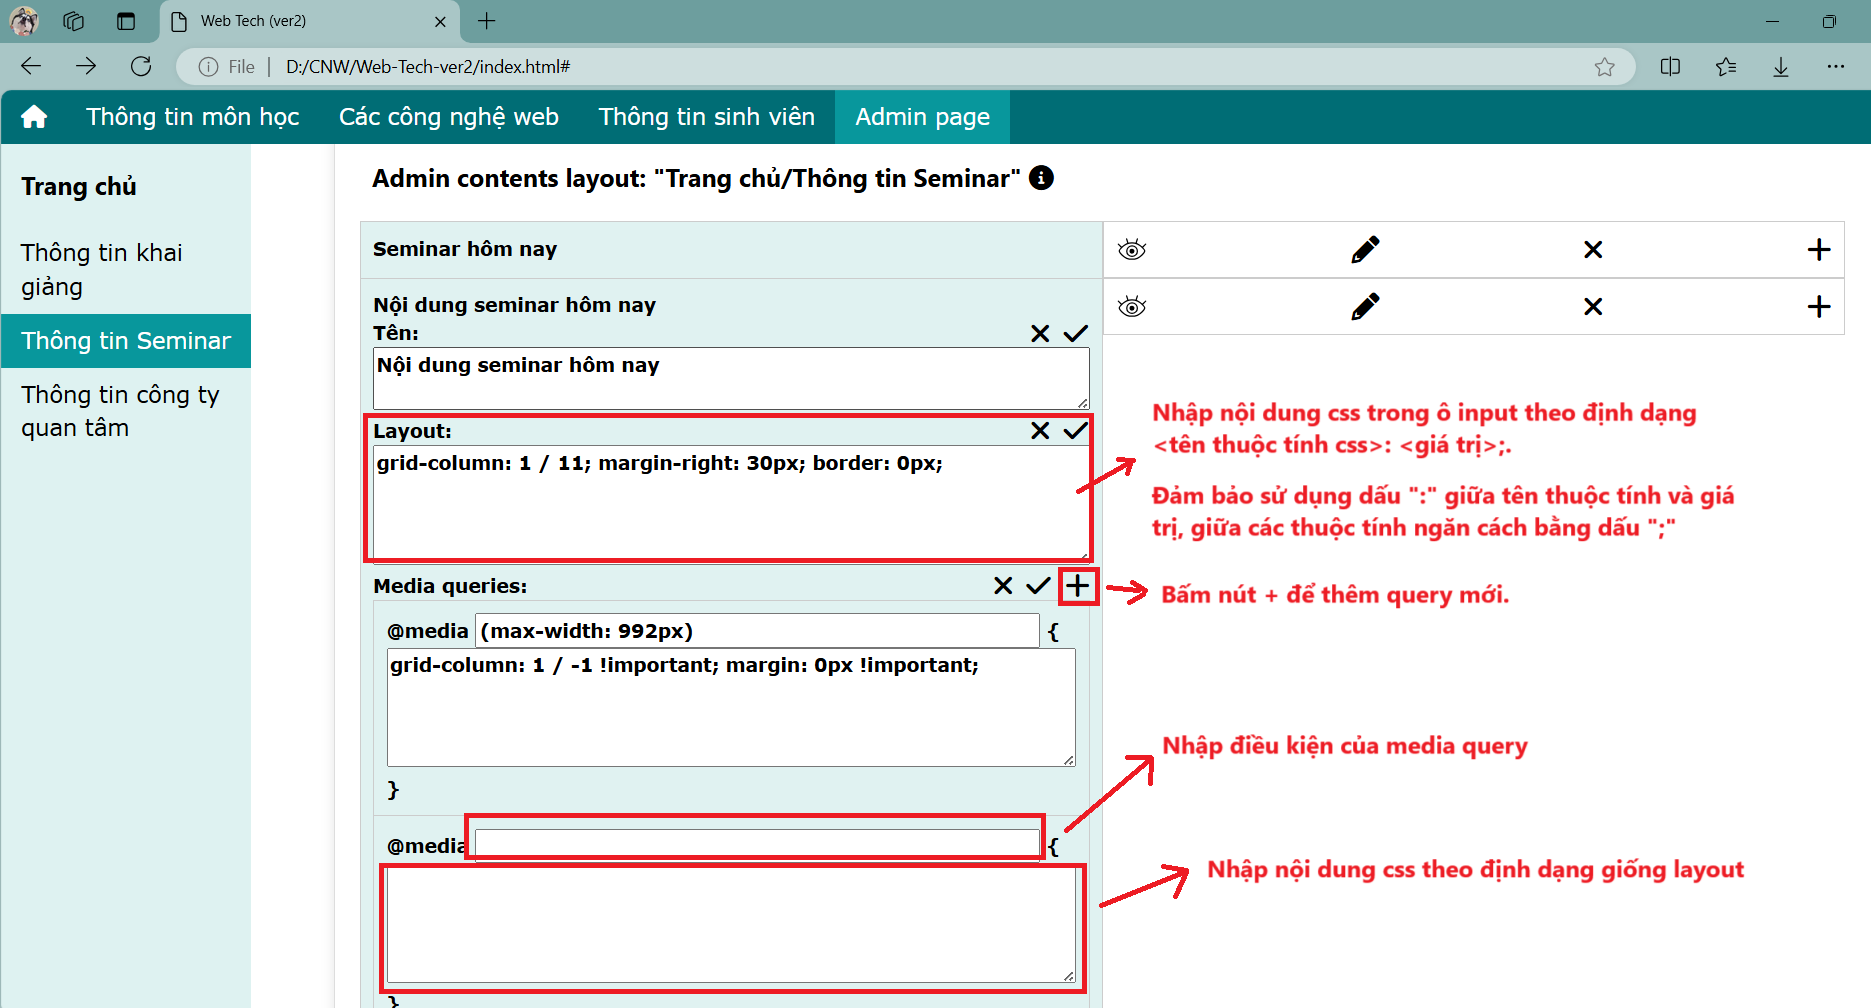 Web Tech (ver2)
File
D:/CNW/Web-Tech-ver2/index.html#
Thông tin môn học
Các công nghệ web
Thông tin sinh viên
Admin page
Trang chủ
Thông tin khai
giảng
Thông tin Seminar
Thông tin công ty
quan tâm
Admin contents layout: "Trang chủ/Thông tin Seminar"
Seminar hôm nay
Nội dung seminar hôm nay
Tên:
Nội dung seminar hôm nay
Layout:
grid-column: 1 / 11; margin-right: 30px; border: 0px;
Nhập nội dung css trong ô input theo định dạng
<tên thuộc tính css>: <giá trị>;.
Đảm bảo sử dụng dấu ":" giữa tên thuộc tính và giá
trị, giữa các thuộc tính ngăn cách bằng dấu ";"
Media queries:
Bấm nút + để thêm query mới.
@media (max-width: 992px) {
grid-column: 1 / -1 !important; margin: 0px !important;
}
Nhập điều kiện của media query
@media {
Nhập nội dung css theo định dạng giống layout
}